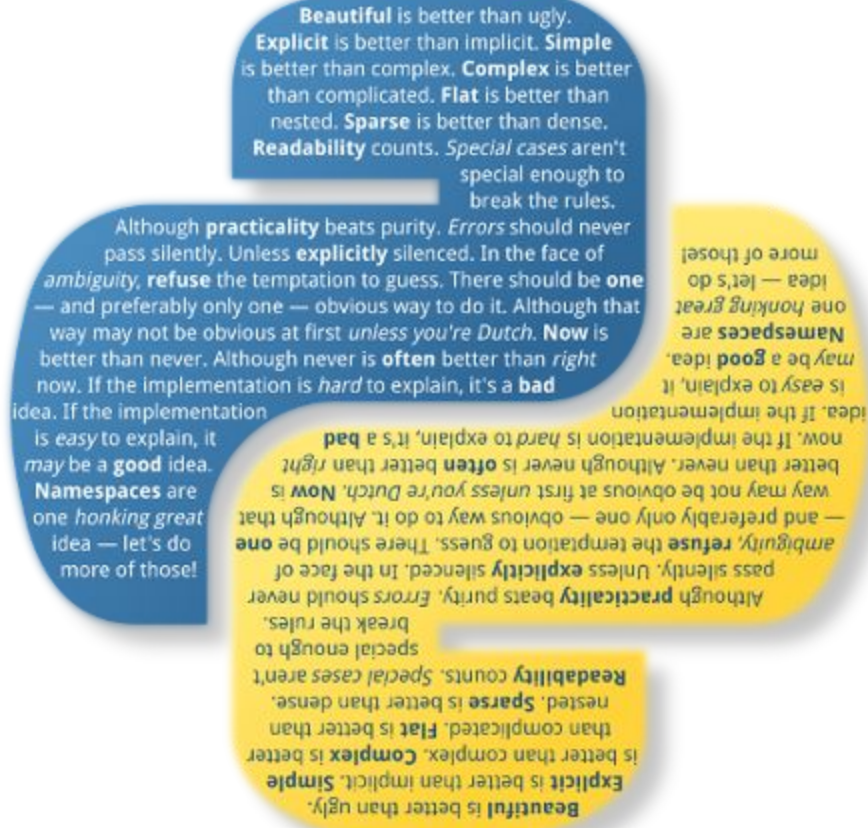 Beautiful is better than ugly.
Explicit is better than implicit. Simple
is better than complex. Complex is better
than complicated. Flat is better than
nested. Sparse is better than dense.
Readability counts. Special cases aren't
special enough to
break the rules.
Although practicality beats purity. Errors should never
pass silently. Unless explicitly silenced. In the face of
ambiguity, refuse the temptation to guess. There should be one
— and preferably only one — obvious way to do it. Although that
way may not be obvious at first unless you're Dutch. Now is
better than never. Although never is often better than right
now. If the implementation is hard to explain, it's a bad
idea. If the implementation
is easy to explain, it
may be a good idea.
Namespaces are
one honking great
idea — let's do
more of those!
Beautiful is better than ugly.
Explicit is better than implicit. Simple
is better than complex. Complex is better
than complicated. Flat is better than
nested. Sparse is better than dense.
Readability counts. Special cases aren't
special enough to
break the rules.
Although practicality beats purity. Errors should never
pass silently. Unless explicitly silenced. In the face of
ambiguity, refuse the temptation to guess. There should be one
— and preferably only one — obvious way to do it. Although that
way may not be obvious at first unless you're Dutch. Now is
better than never. Although never is often better than right
now. If the implementation is hard to explain, it's a bad
idea. If the implementation
is easy to explain, it
may be a good idea.
Namespaces are
one honking great
idea — let's do
more of those!